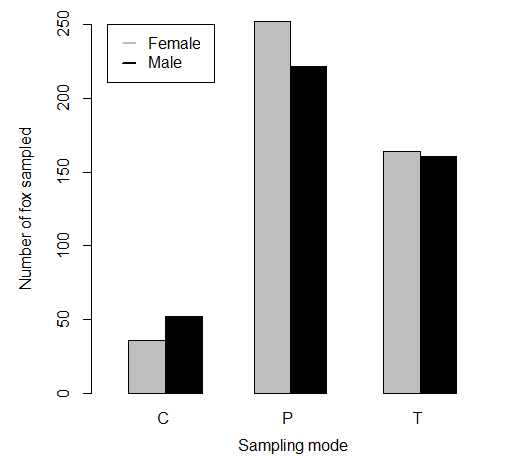 Number of fox sampled
250
200
150
100
50
0
Female
Male
C
P
T
Sampling mode